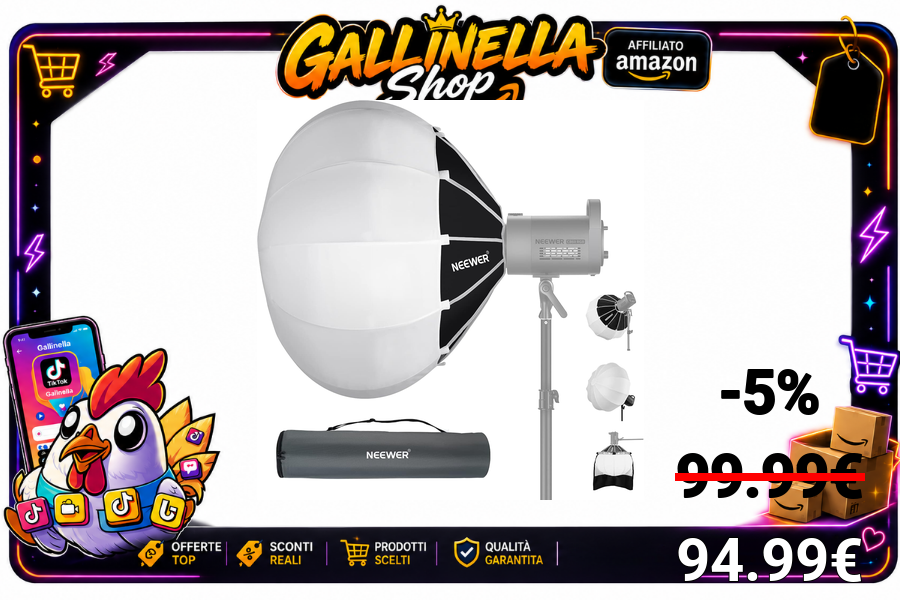 GALLINELLA
Shop
AFFILIATO
amazon
NEEWER
NEEWER
NEEWER
Gallinella
TikTok
Gallinella
-5%
99.99€
94.99€
OFFERTE
TOP
SCONTI
REALI
PRODOTTI
SCELTI
QUALITÀ
GARANTITA